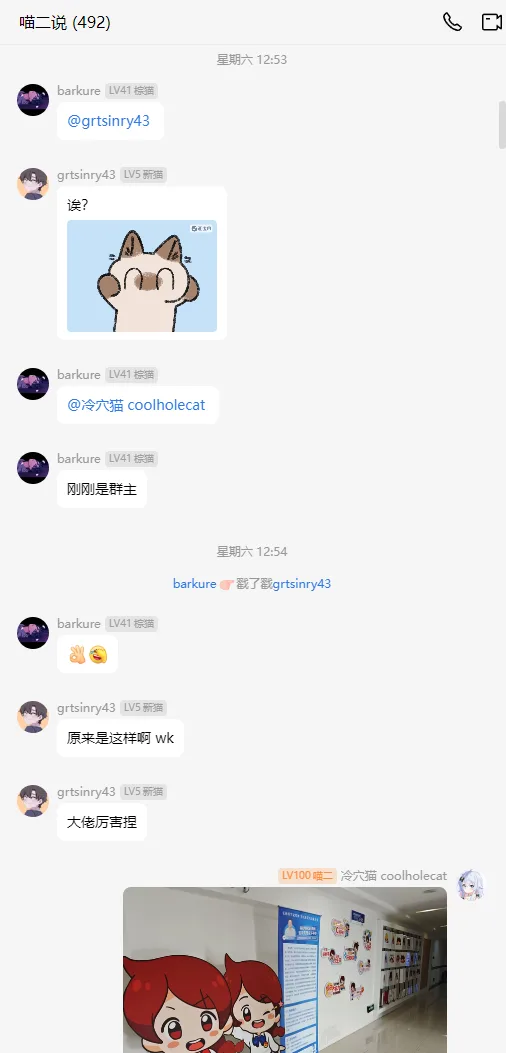 喵二说 (492)
星期六 12:53
barkure LV41 棕猫
@grtsinry43
grtsinry43 LV5 新猫
诶?
barkure LV41 棕猫
@冷穴猫 coolholecat
barkure LV41 棕猫
刚刚是群主
星期六 12:54
barkure 👉 戳了戳grtsinry43
barkure LV41 棕猫
👌🤣
grtsinry43 LV5 新猫
原来是这样啊 wk
grtsinry43 LV5 新猫
大佬厉害捏
LV100 喵二 冷穴猫 coolholecat